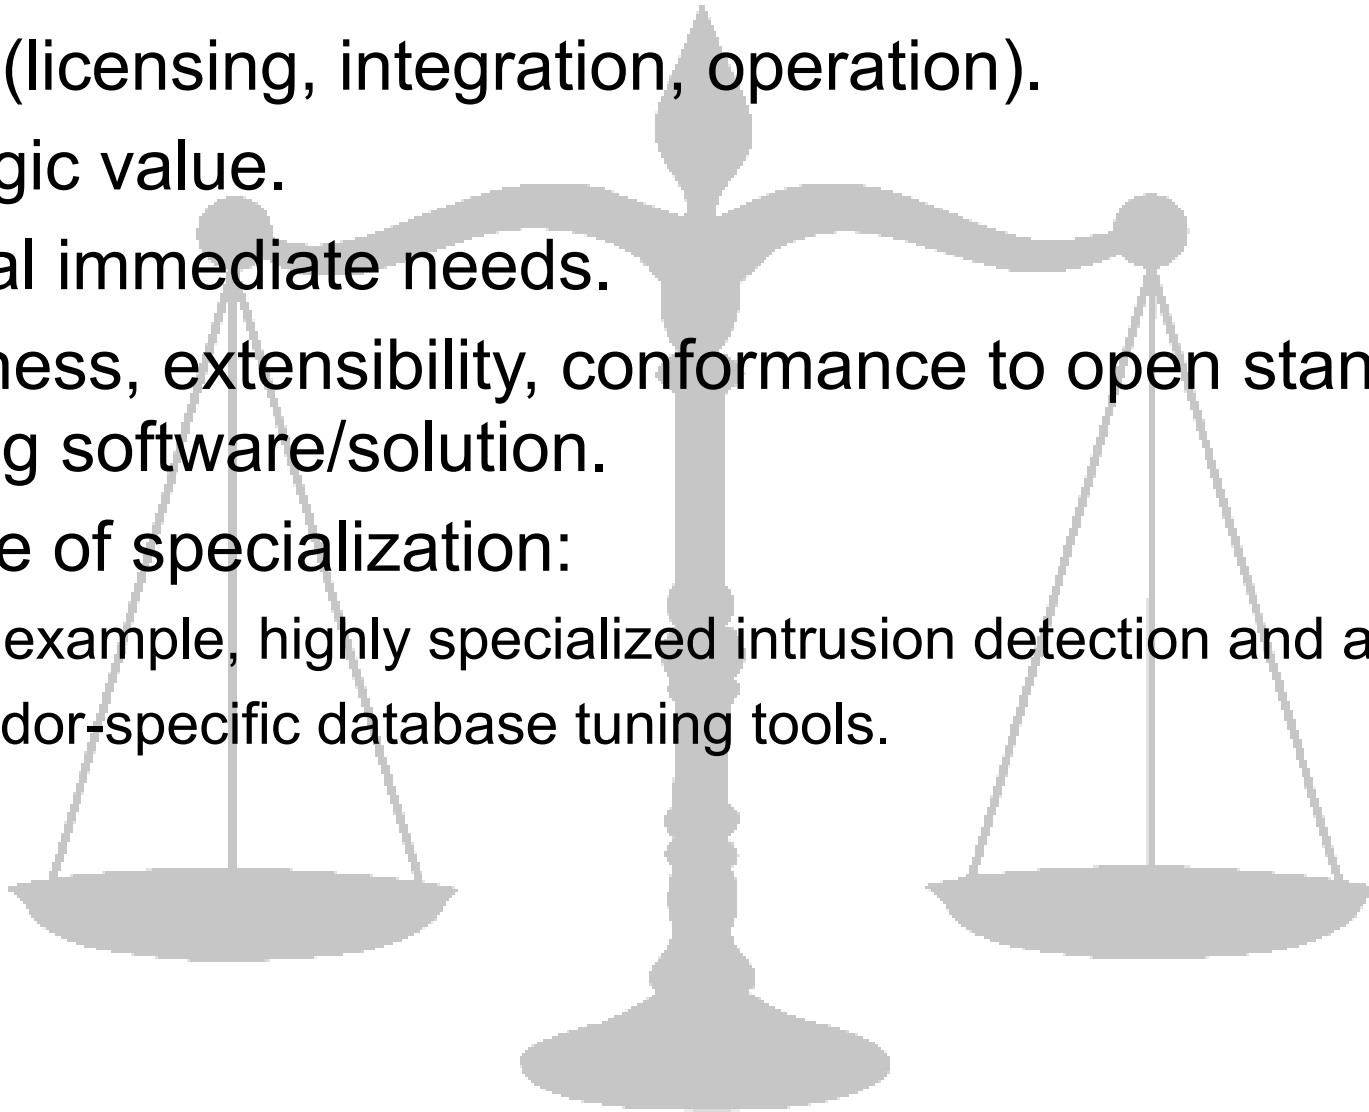 (licensing, integration, operation).
gic value.
al immediate needs.
ness, extensibility, conformance to open stan
g software/solution.
e of specialization:
example, highly specialized intrusion detection and a
dor-specific database tuning tools.